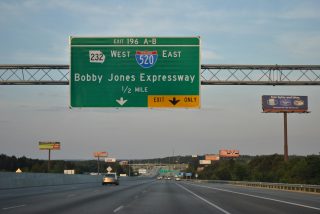 EXIT 196 A-B
232 WEST 520 EAST
Bobby Jones Expressway
1/2 MILE
EXIT ONLY